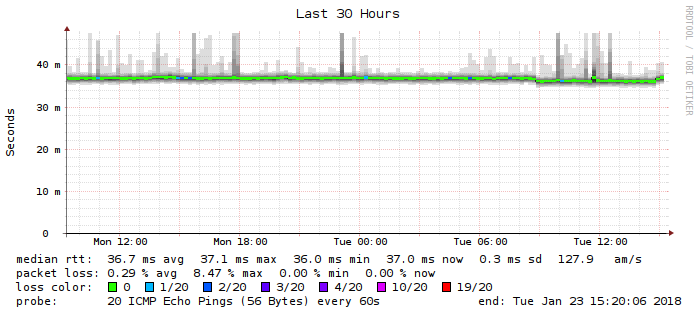 Last 30 Hours
RRDTOOL / TOBI OETIKER
Seconds
40 m
30 m
20 m
10 m
0
Mon 12:00 Mon 18:00 Tue 00:00 Tue 06:00 Tue 12:00
median rtt: 36.7 ms avg 37.1 ms max 36.0 ms min 37.0 ms now 0.3 ms sd 127.9 am/s
packet loss: 0.29 % avg 8.47 % max 0.00 % min 0.00 % now
loss color: 0 1/20 2/20 3/20 4/20 10/20 19/20
probe: 20 ICMP Echo Pings (56 Bytes) every 60s end: Tue Jan 23 15:20:06 2018